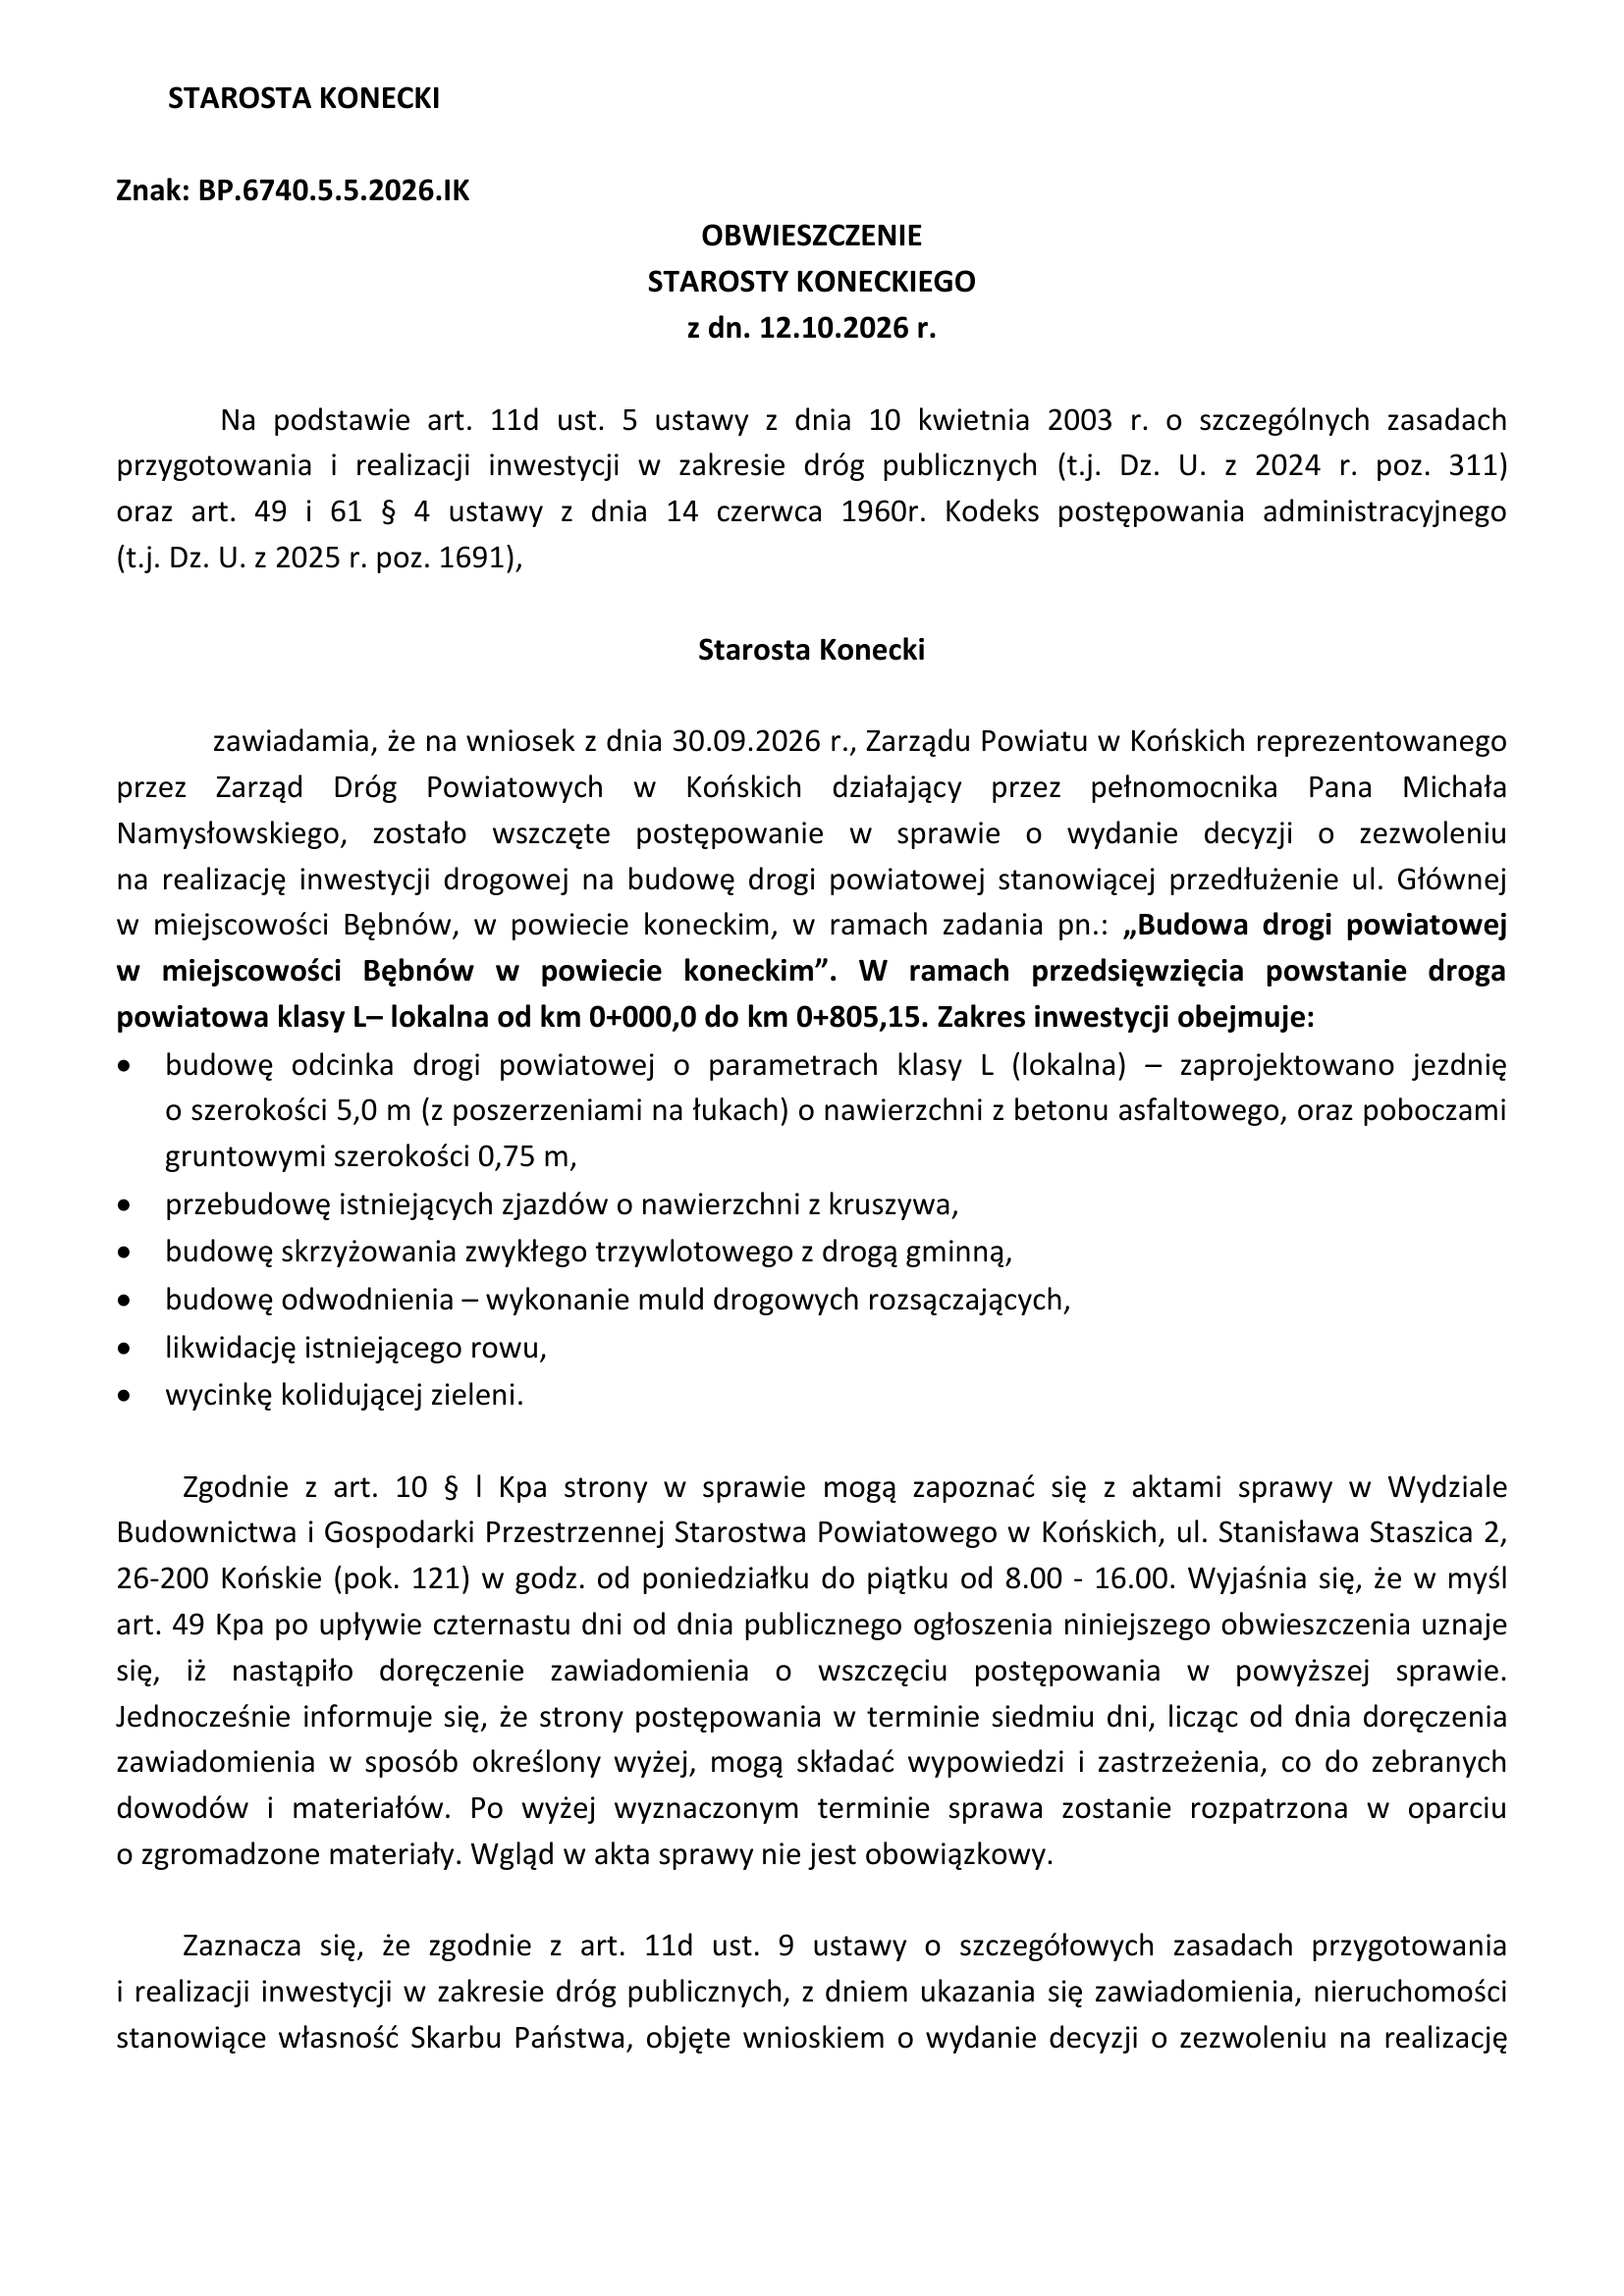 STAROSTA KONECKI
Znak: BP.6740.5.5.2026.IK
OBWIESZCZENIE
STAROSTY KONECKIEGO
z dn. 12.10.2026 r.
Na podstawie art. 11d ust. 5 ustawy z dnia 10 kwietnia 2003 r. o szczególnych zasadach
przygotowania i realizacji inwestycji w zakresie dróg publicznych (t.j. Dz. U. z 2024 r. poz. 311)
oraz art. 49 i 61 § 4 ustawy z dnia 14 czerwca 1960r. Kodeks postępowania administracyjnego
(t.j. Dz. U. z 2025 r. poz. 1691),
Starosta Konecki
zawiadamia, że na wniosek z dnia 30.09.2026 r., Zarządu Powiatu w Końskich reprezentowanego
przez Zarząd Dróg Powiatowych w Końskich działający przez pełnomocnika Pana Michała
Namysłowskiego, zostało wszczęte postępowanie w sprawie o wydanie decyzji o zezwoleniu
na realizację inwestycji drogowej na budowę drogi powiatowej stanowiącej przedłużenie ul. Głównej
w miejscowości Bębnów, w powiecie koneckim, w ramach zadania pn.: „Budowa drogi powiatowej
w miejscowości Bębnów w powiecie koneckim”. W ramach przedsięwzięcia powstanie droga
powiatowa klasy L– lokalna od km 0+000,0 do km 0+805,15. Zakres inwestycji obejmuje:
• budowę odcinka drogi powiatowej o parametrach klasy L (lokalna) – zaprojektowano jezdnię
o szerokości 5,0 m (z poszerzeniami na łukach) o nawierzchni z betonu asfaltowego, oraz poboczami
gruntowymi szerokości 0,75 m,
• przebudowę istniejących zjazdów o nawierzchni z kruszywa,
• budowę skrzyżowania zwykłego trzywlotowego z drogą gminną,
• budowę odwodnienia – wykonanie muld drogowych rozsączających,
• likwidację istniejącego rowu,
• wycinkę kolidującej zieleni.
Zgodnie z art. 10 § l Kpa strony w sprawie mogą zapoznać się z aktami sprawy w Wydziale
Budownictwa i Gospodarki Przestrzennej Starostwa Powiatowego w Końskich, ul. Stanisława Staszica 2,
26-200 Końskie (pok. 121) w godz. od poniedziałku do piątku od 8.00 - 16.00. Wyjaśnia się, że w myśl
art. 49 Kpa po upływie czternastu dni od dnia publicznego ogłoszenia niniejszego obwieszczenia uznaje
się, iż nastąpiło doręczenie zawiadomienia o wszczęciu postępowania w powyższej sprawie.
Jednocześnie informuje się, że strony postępowania w terminie siedmiu dni, licząc od dnia doręczenia
zawiadomienia w sposób określony wyżej, mogą składać wypowiedzi i zastrzeżenia, co do zebranych
dowodów i materiałów. Po wyżej wyznaczonym terminie sprawa zostanie rozpatrzona w oparciu
o zgromadzone materiały. Wgląd w akta sprawy nie jest obowiązkowy.
Zaznacza się, że zgodnie z art. 11d ust. 9 ustawy o szczegółowych zasadach przygotowania
i realizacji inwestycji w zakresie dróg publicznych, z dniem ukazania się zawiadomienia, nieruchomości
stanowiące własność Skarbu Państwa, objęte wnioskiem o wydanie decyzji o zezwoleniu na realizację